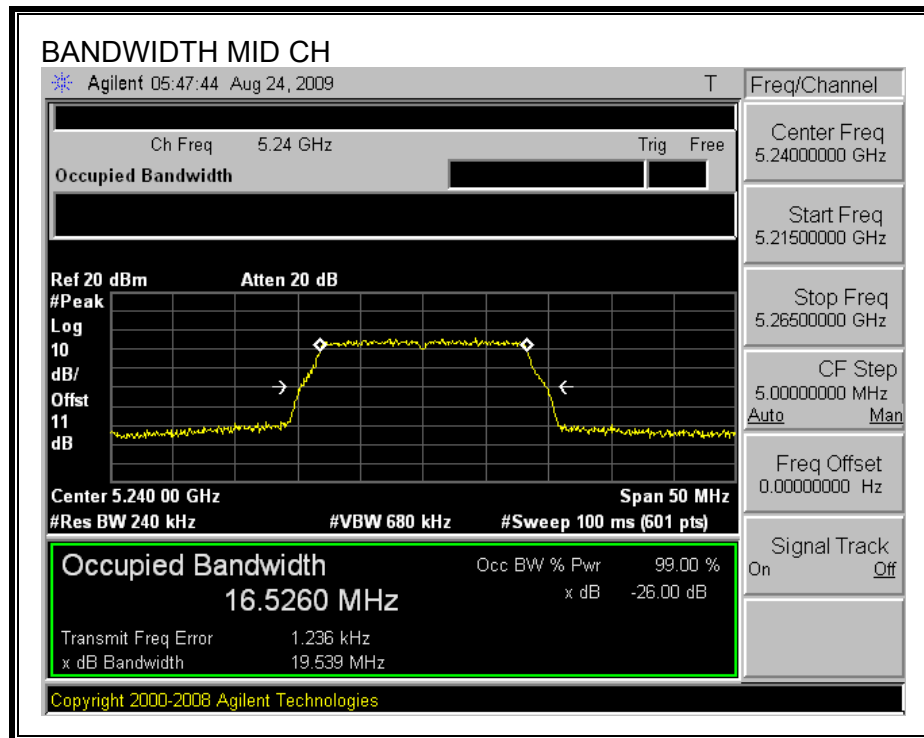 BANDWIDTH MID CH
Agilent 05:47:44 Aug 24, 2009 T
Freq/Channel
Ch Freq 5.24 GHz Trig Free
Occupied Bandwidth
Center Freq
5.24000000 GHz
Start Freq
5.21500000 GHz
Stop Freq
5.26500000 GHz
CF Step
5.00000000 MHz
Auto Man
Freq Offset
0.00000000 Hz
Signal Track
On Off
Ref 20 dBm Atten 20 dB
#Peak
Log
10
dB/
Offst
11
dB
Center 5.240 00 GHz Span 50 MHz
#Res BW 240 kHz #VBW 680 kHz #Sweep 100 ms (601 pts)
Occupied Bandwidth
16.5260 MHz
Occ BW % Pwr 99.00 %
x dB -26.00 dB
Transmit Freq Error 1.236 kHz
x dB Bandwidth 19.539 MHz
Copyright 2000-2008 Agilent Technologies